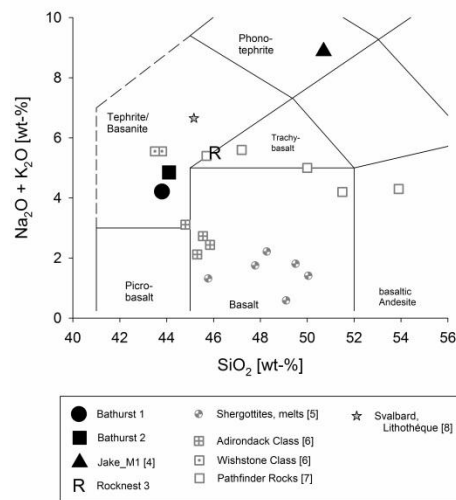 10
8
6
4
2
0
Na2O + K2O [wt-%]
Phono-
tephrite
Tephrite/
Basanite
R
Trachy-
basalt
Picro-
basalt
Basalt
basaltic
Andesite
40 42 44 46 48 50 52 54 56
SiO2 [wt-%]
Bathurst 1
Bathurst 2
Jake_M1 [4]
R Rocknest 3
Shergottites, melts [5]
Adirondack Class [6]
Wishstone Class [6]
Pathfinder Rocks [7]
Svalbard,
Lithothéque [8]